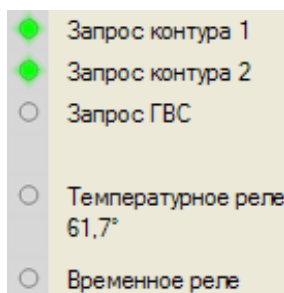 Запрос контура 1
Запрос контура 2
Запрос ГВС
Температурное реле
61,7°
Временное реле